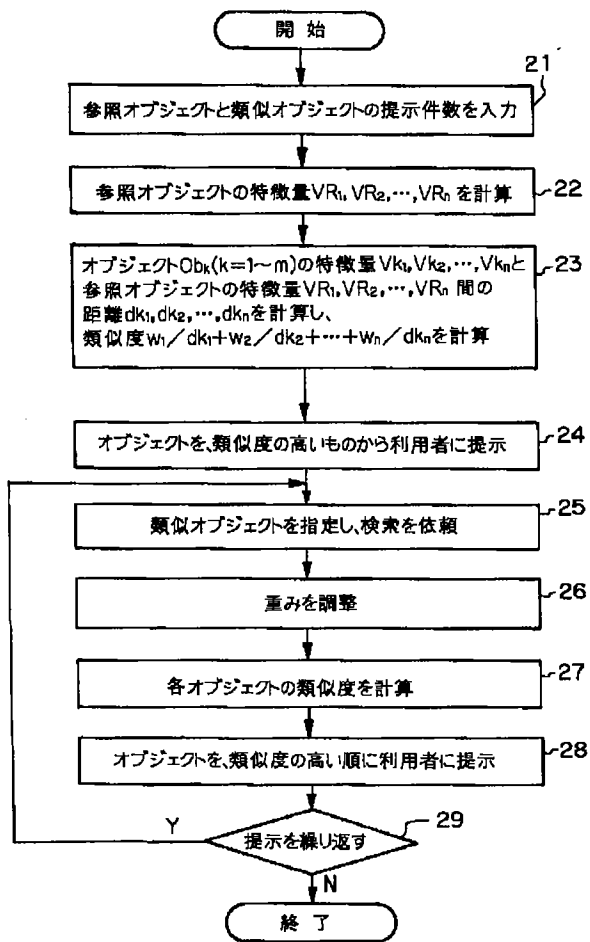 開始
21
参照オブジェクトと類似オブジェクトの提示件数を入力
参照オブジェクトの特徴量VR₁,VR₂,…,VRₙを計算
22
オブジェクトObₖ(k=1~m)の特徴量Vk₁,Vk₂,…,Vkₙと
23
参照オブジェクトの特徴量VR₁,VR₂,…,VRₙ間の
距離dk₁,dk₂,…,dkₙを計算し、
類似度w₁/dk₁+w₂/dk₂+…+wₙ/dkₙを計算
オブジェクトを、類似度の高いものから利用者に提示
24
類似オブジェクトを指定し、検索を依頼
25
重みを調整
26
各オブジェクトの類似度を計算
27
オブジェクトを、類似度の高い順に利用者に提示
28
Y
提示を繰り返す
29
N
終了